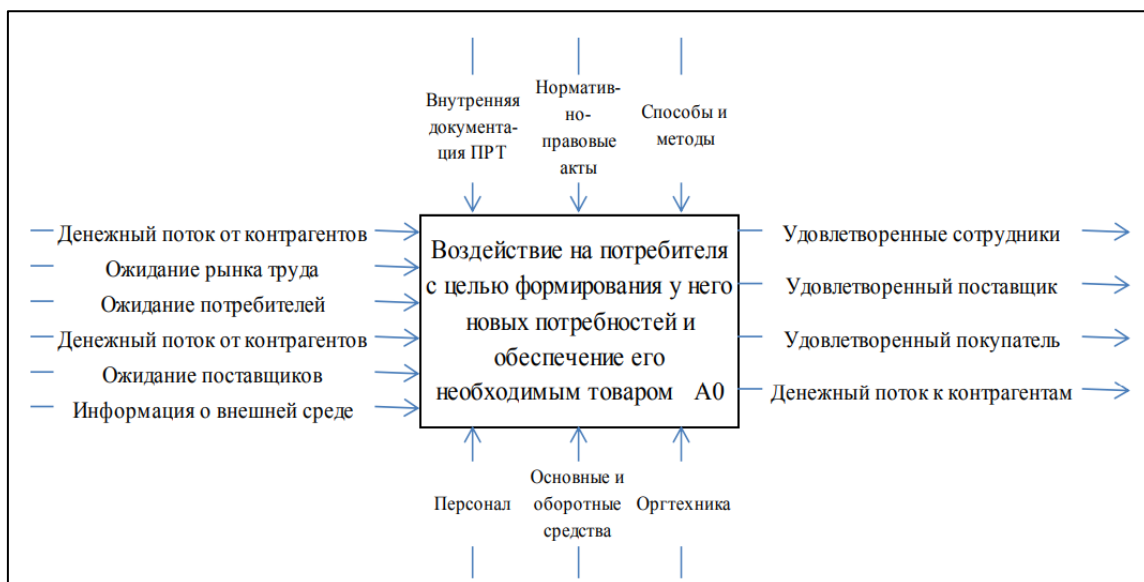 Внутренняя
документа-
ция ПРТ
Норматив-
но-
правовые
акты
Способы и
методы
Денежный поток от контрагентов
Ожидание рынка труда
Ожидание потребителей
Денежный поток от контрагентов
Ожидание поставщиков
Информация о внешней среде
Воздействие на потребителя
с целью формирования у него
новых потребностей и
обеспечение его
необходимым товаром А0
Удовлетворенные сотрудники
Удовлетворенный поставщик
Удовлетворенный покупатель
Денежный поток к контрагентам
Персонал
Основные и
оборотные
средства
Оргтехника